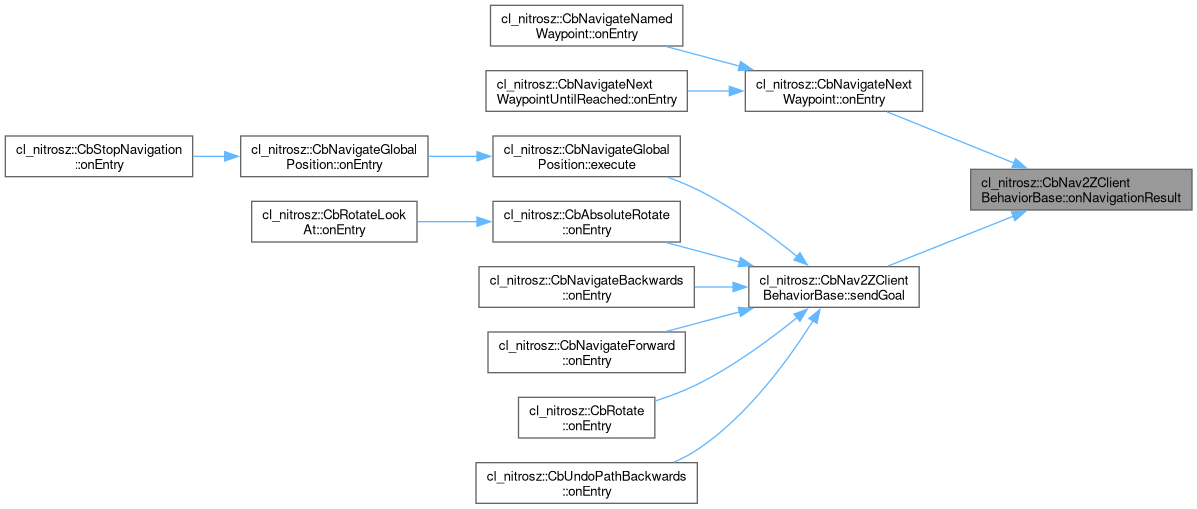 cl_nitrosz::CbNavigateNamed
Waypoint::onEntry
cl_nitrosz::CbNavigateNext
WaypointUntilReached::onEntry
cl_nitrosz::CbNavigateNext
Waypoint::onEntry
cl_nitrosz::CbStopNavigation
::onEntry
cl_nitrosz::CbNavigateGlobal
Position::onEntry
cl_nitrosz::CbNavigateGlobal
Position::execute
cl_nitrosz::CbNav2ZClient
BehaviorBase::onNavigationResult
cl_nitrosz::CbRotateLook
At::onEntry
cl_nitrosz::CbAbsoluteRotate
::onEntry
cl_nitrosz::CbNavigateBackwards
::onEntry
cl_nitrosz::CbNav2ZClient
BehaviorBase::sendGoal
cl_nitrosz::CbNavigateForward
::onEntry
cl_nitrosz::CbRotate
::onEntry
cl_nitrosz::CbUndoPathBackwards
::onEntry